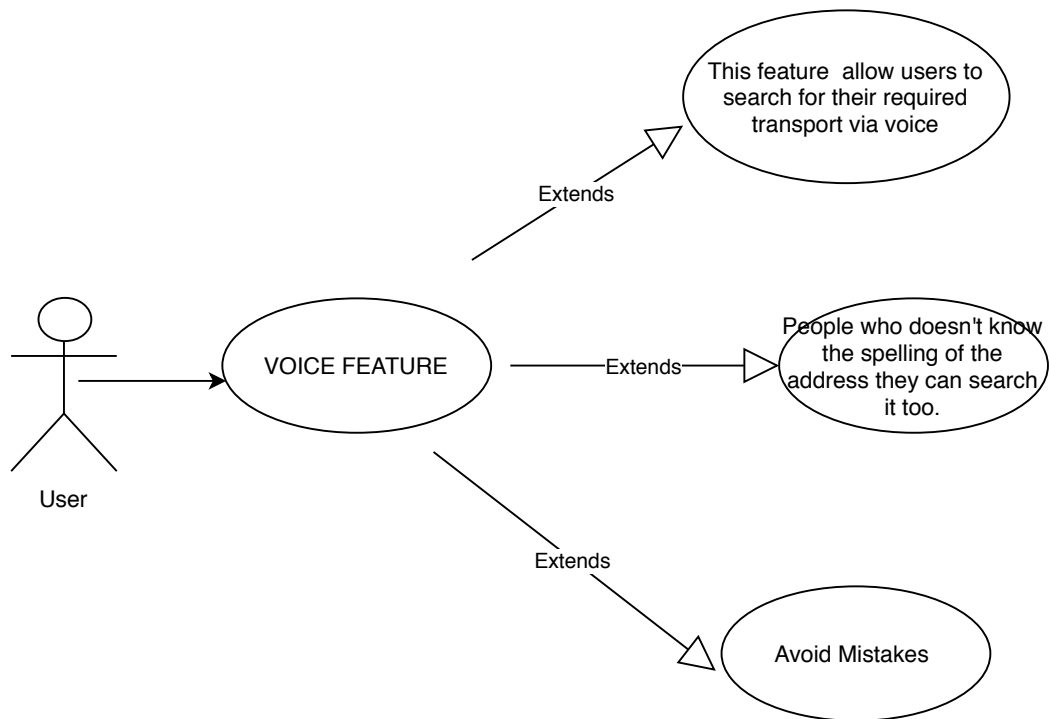 This feature  allow users to
search for their required
transport via voice
Extends
People who doesn't know
the spelling of the
address they can search
it too.
VOICE FEATURE
Extends
User
Extends
Avoid Mistakes